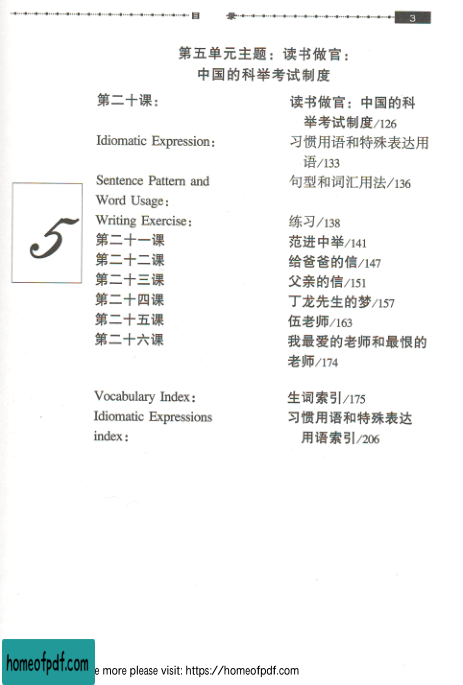 目 录 3
第五单元主题：读书做官：
中国的科举考试制度
第二十课： 读书做官：中国的科
举考试制度/126
Idiomatic Expression: 习惯用语和特殊表达用
语/133
Sentence Pattern and 句型和词汇用法/136
Word Usage:
Writing Exercise: 练习/138
5
第二十一课 范进中举/141
第二十二课 给爸爸的信/147
第二十三课 父亲的信/151
第二十四课 丁龙先生的梦/157
第二十五课 伍老师/163
第二十六课 我最爱的老师和最恨的
老师/174
Vocabulary Index: 生词索引/175
Idiomatic Expressions 习惯用语和特殊表达
index: 用语索引/206
homeofpdf.com
e more please visit: https://homeofpdf.com